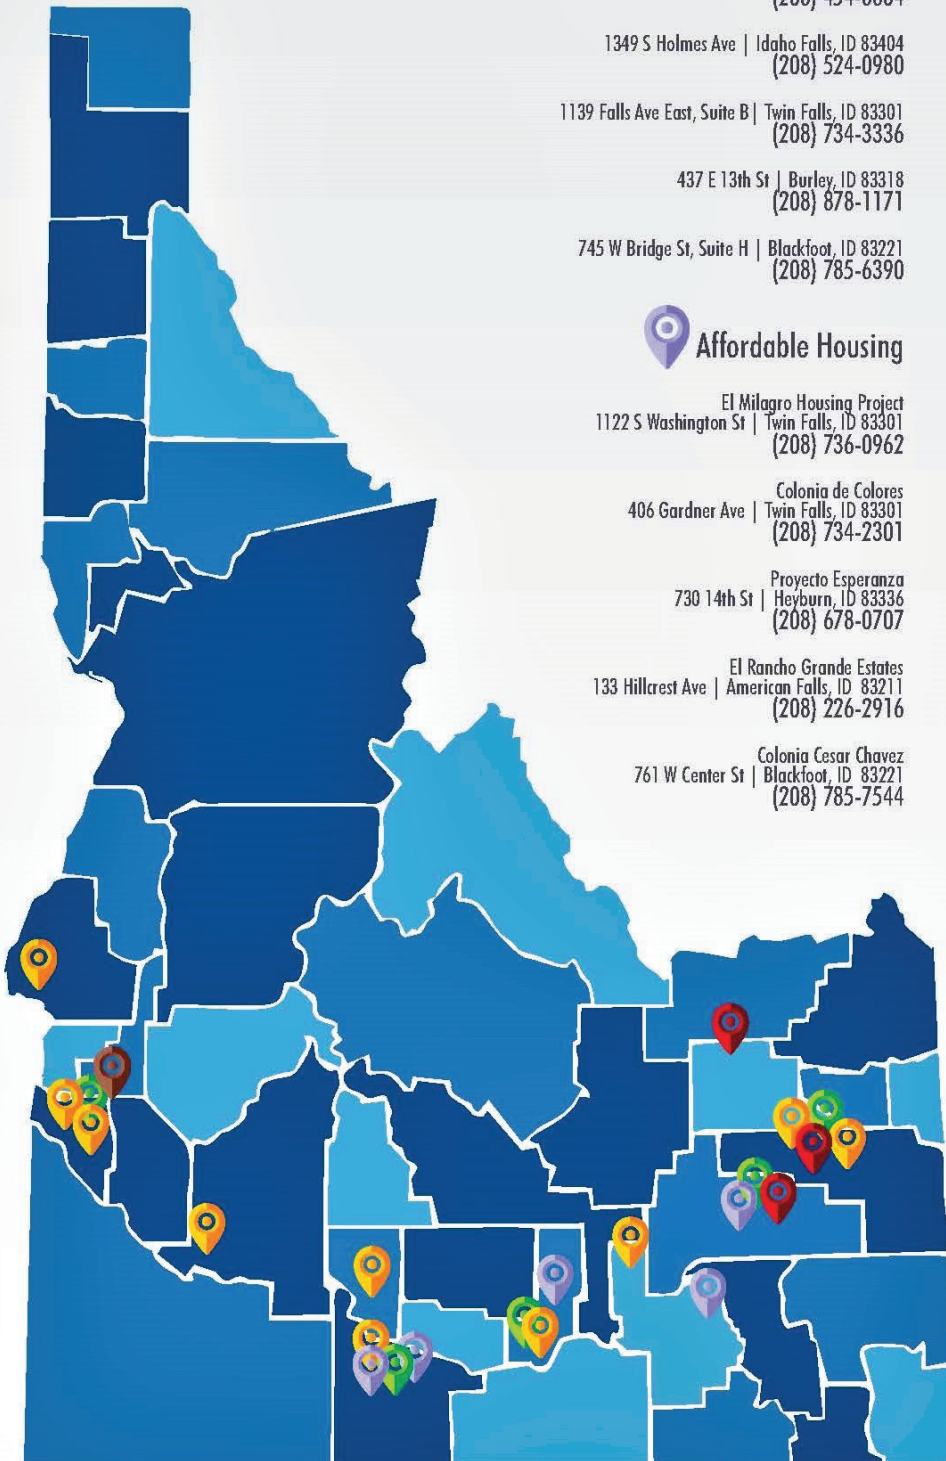 1349 S Holmes Ave | Idaho Falls, ID 83404
(208) 524-0980
1139 Falls Ave East, Suite B| Twin Falls, ID 83301
(208) 734-3336
437 E 13th St | Burley, ID 83318
(208) 878-1171
745 W Bridge St, Suite H | Blackfoot, ID 83221
(208) 785-6390
Affordable Housing
El Milagro Housing Project
1122 S Washington St | Twin Falls, ID 83301
(208) 736-0962
Colonia de Colores
406 Gardner Ave | Twin Falls, ID 83301
(208) 734-2301
Proyecto Esperanza
730 14th St | Heyburn, ID 83336
(208) 678-0707
El Rancho Grande Estates
133 Hillcrest Ave | American Falls, ID 83211
(208) 226-2916
Colonia Cesar Chavez
761 W Center St | Blackfoot, ID 83221
(208) 785-7544